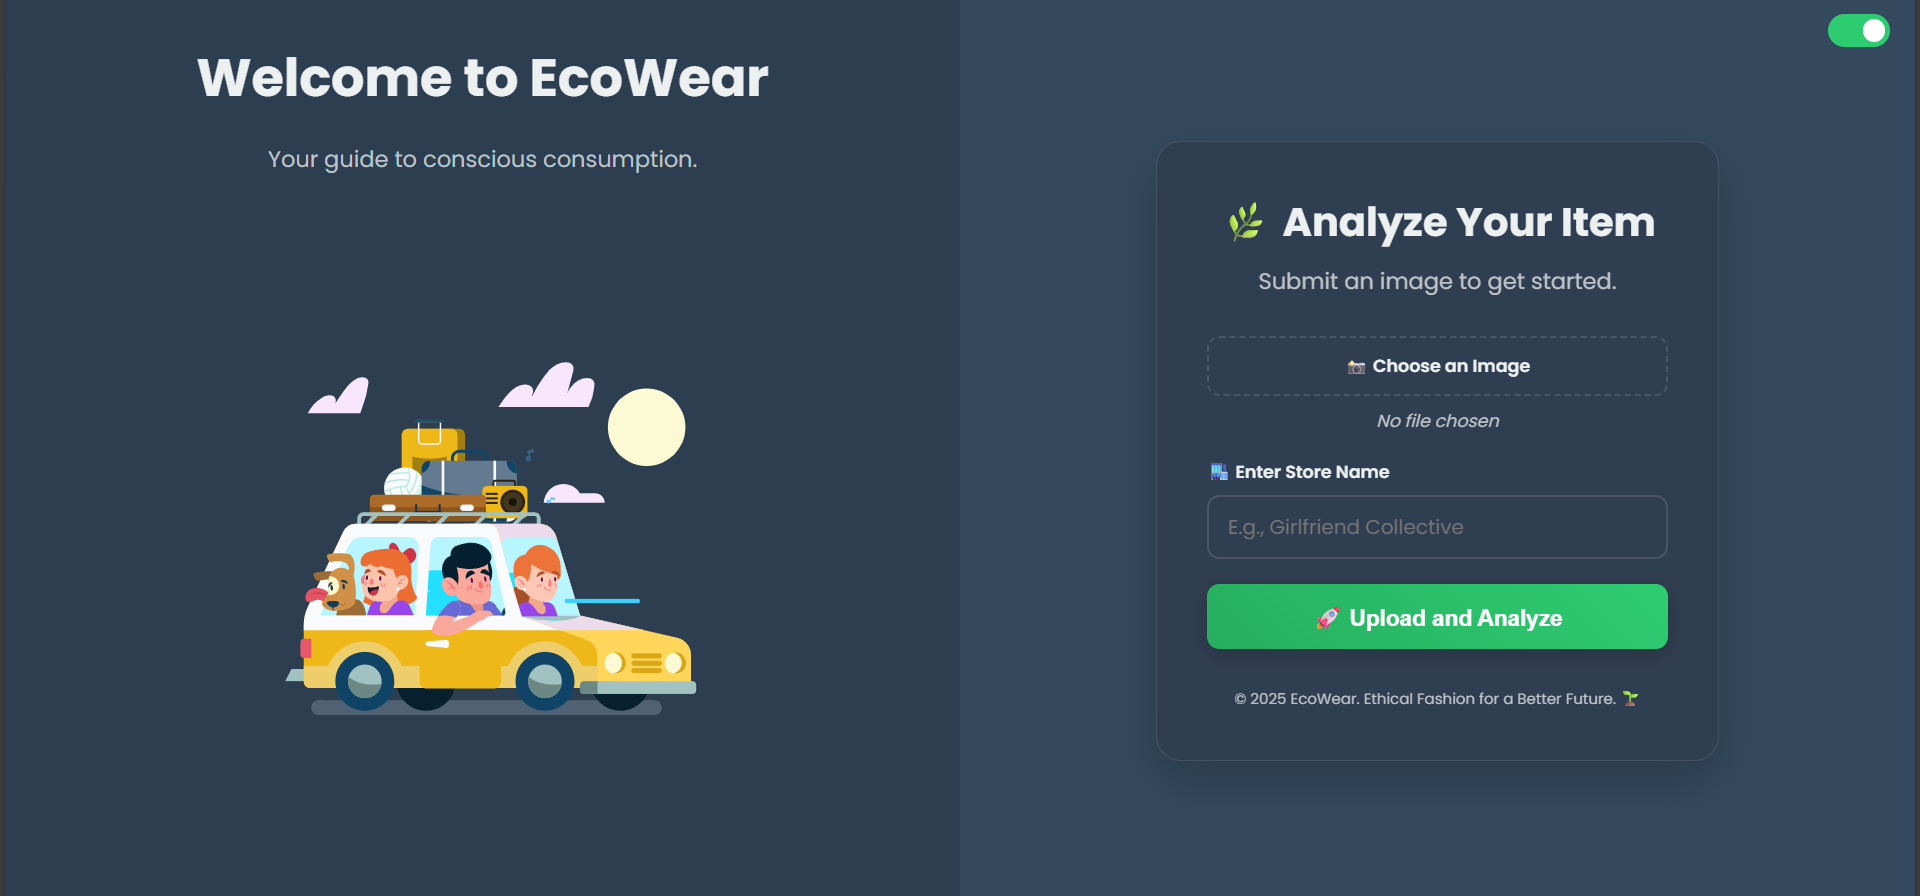 Welcome to EcoWear
Your guide to conscious consumption.
🌿 Analyze Your Item
Submit an image to get started.
📸 Choose an Image
No file chosen
🏬 Enter Store Name
E.g., Girlfriend Collective
🚀 Upload and Analyze
© 2025 EcoWear. Ethical Fashion for a Better Future. 🌱